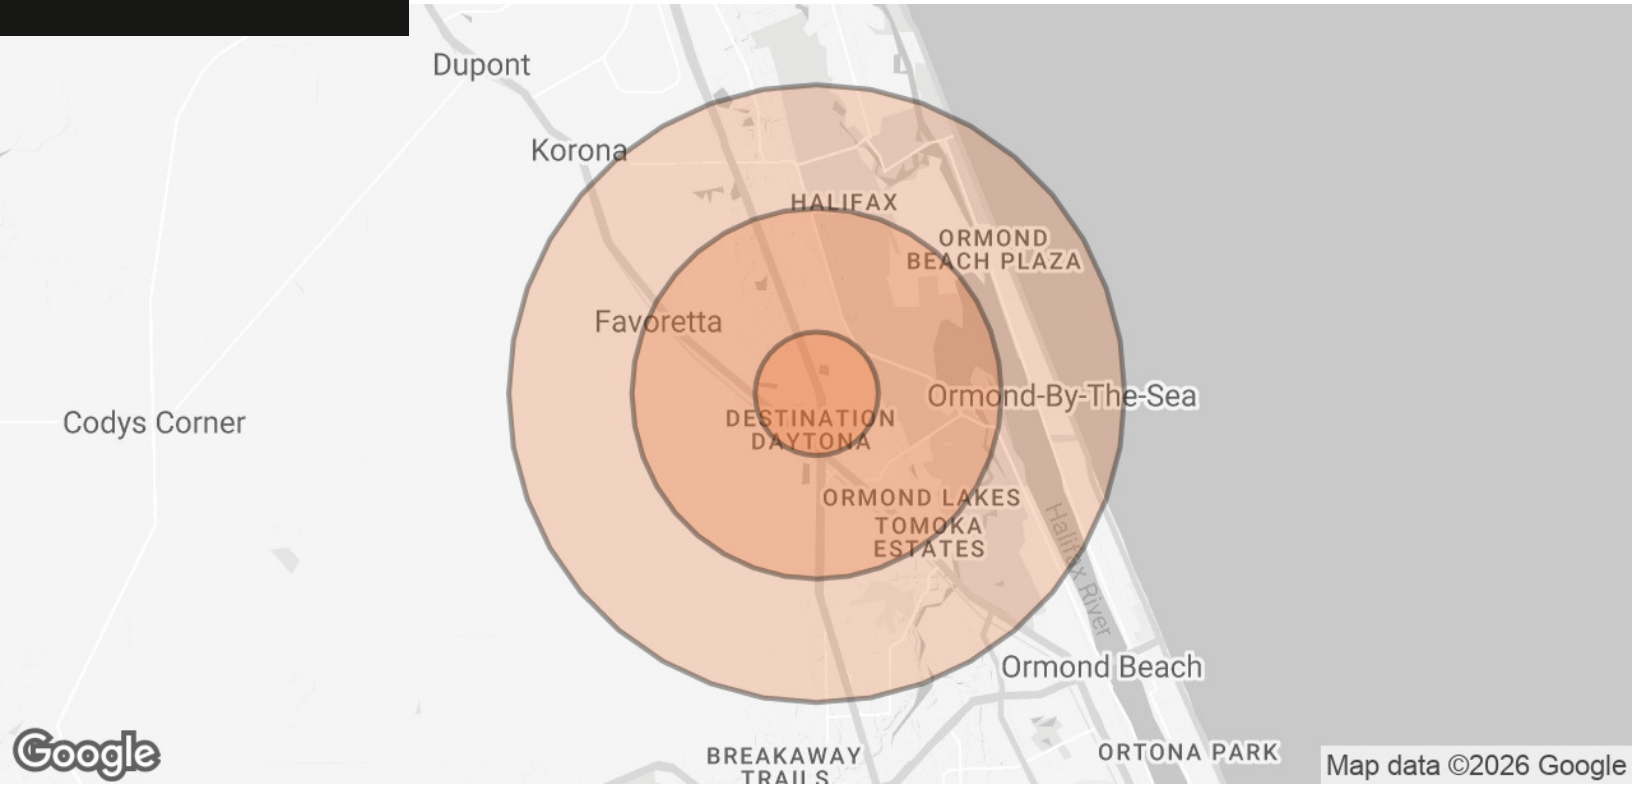 Dupont
Korona
HALIFAX
ORMOND
BEACH PLAZA
Favoretta
Ormond-By-The-Sea
Codys Corner
DESTINATION
DAYTONA
ORMOND LAKES
TOMOKA
ESTATES
Halifax River
Ormond Beach
Google
BREAKAWAY
TRAILS
ORTONA PARK
Map data ©2026 Google